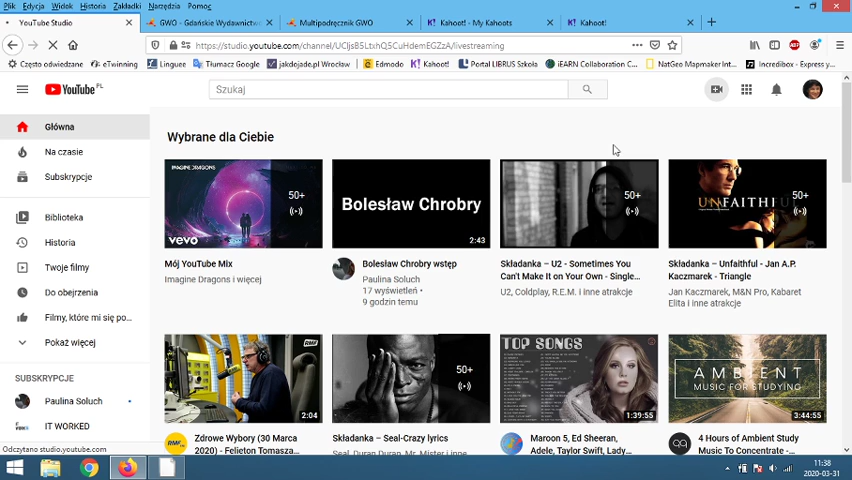 Plik Edycja Widok Historia Zakładki Narzędzia Pomoc
YouTube Studio
GWO - Gdańskie Wydawnictwo
Multipodręcznik GWO
Kahoot! - My Kahoots
Kahoot!
https://studio.youtube.com/channel/UCljs85LtxhQ5CuHdemEGZzA/livestreaming
Często odwiedzane eTwinning Linguee Tłumacz Google jakdojade.pl Wrocław Edmodo Kahoot! Portal LIBRUS Szkoła iEARN Collaboration C... NatGeo Mapmaker Int... Incredibox - Express y...
YouTube PL
Szukaj
Główna
Na czasie
Subskrypcje
Biblioteka
Historia
Twoje filmy
Do obejrzenia
Filmy, które mi się po...
Pokaż więcej
SUBSKRYPCJE
Paulina Soluch
IT WORKED
Wybrane dla Ciebie
IMAGINE DRAGONS
50+
vevo
Mój YouTube Mix
Imagine Dragons i więcej
Bolesław Chrobry
2:43
Bolesław Chrobry wstęp
Paulina Soluch
17 wyświetleń •
9 godzin temu
50+
Składanka – U2 - Sometimes You
Can't Make it on Your Own - Single...
U2, Coldplay, R.E.M. i inne atrakcje
UNFAITHFUL
50+
Składanka – Unfaithful - Jan A.P.
Kaczmarek - Triangle
Jan Kaczmarek, M&N Pro, Kabaret
Elita i inne atrakcje
RMF
2:04
Zdrowe Wybory (30 Marca
2020) - Felieton Tomasza...
50+
Składanka – Seal-Crazy lyrics
Seal, Duran Duran, Mr. Mister i inne
TOP SONGS
1:39:55
Maroon 5, Ed Sheeran,
Adele, Taylor Swift, Lady...
AMBIENT
MUSIC FOR STUDYING
3:44:55
4 Hours of Ambient Study
Music To Concentrate -...
Odczytano studio.youtube.com
11:38
2020-03-31